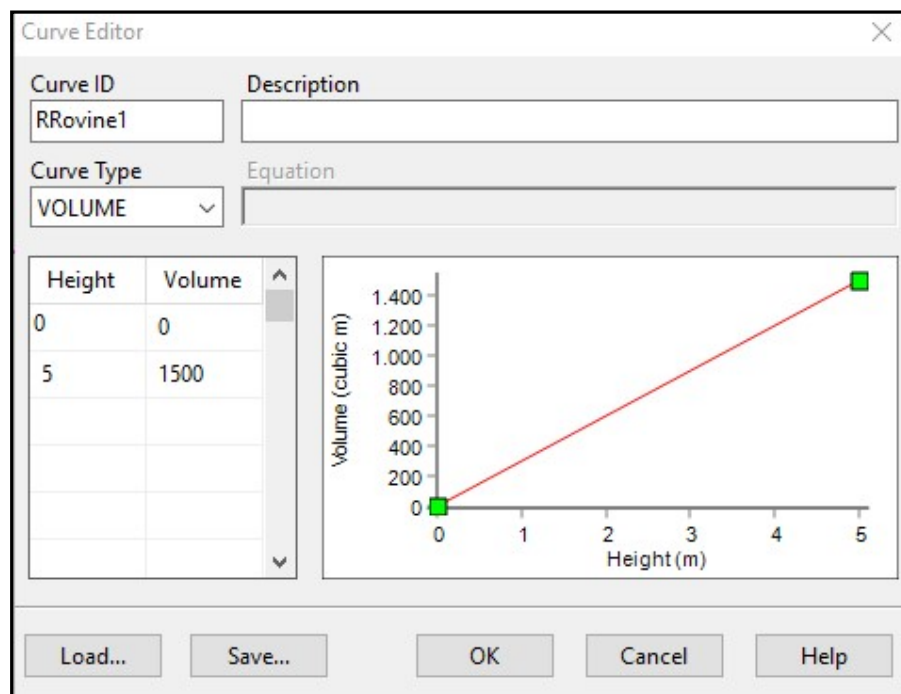 Curve Editor
Curve ID
Description
RRovine1
Curve Type
Equation
VOLUME
Height Volume
0 0
5 1500
Volume (cubic m)
1.400
1.200
1.000
800
600
400
200
0
0 1 2 3 4 5
Height (m)
Load... Save... OK Cancel Help